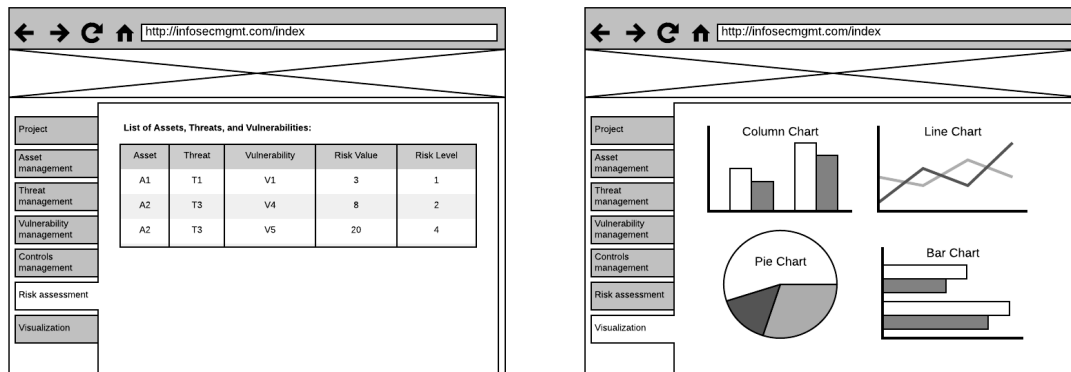 http://infosecmgmt.com/index
Project
Asset
management
Threat
management
Vulnerability
management
Controls
management
Risk assessment
Visualization
List of Assets, Threats, and Vulnerabilities:
Asset Threat Vulnerability Risk Value Risk Level
A1 T1 V1 3 1
A2 T3 V4 8 2
A2 T3 V5 20 4
http://infosecmgmt.com/index
Project
Asset
management
Threat
management
Vulnerability
management
Controls
management
Risk assessment
Visualization
Column Chart
Line Chart
Pie Chart
Bar Chart